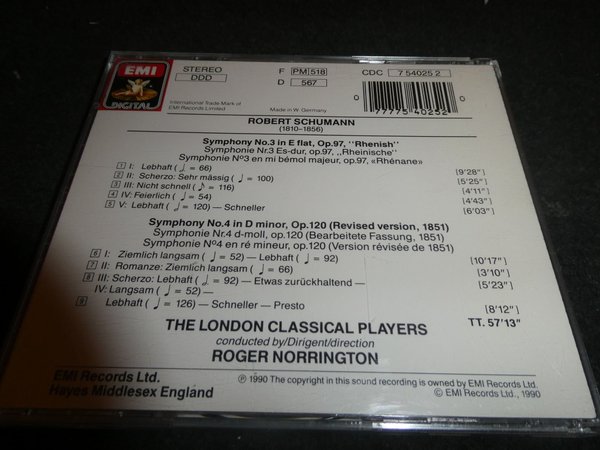 EMI
DIGITAL
STEREO
DDD
International Trade-Mark of
EMI Records Limited
F PM 518
D 567
Made in W. Germany
CDC 7 54025 2
0 77775 40252 0
ROBERT SCHUMANN
(1810–1856)
Symphony No.3 in E flat, Op.97, "Rhenish"
Symphonie Nr.3 Es-dur, op.97, „Rheinische"
Symphonie Nº3 en mi bémol majeur, op.97, «Rhénane»
1 I: Lebhaft (𝅗𝅥. = 66) [9'28"]
2 II: Scherzo: Sehr mässig (♩ = 100) [5'25"]
3 III: Nicht schnell (♪ = 116) [4'11"]
4 IV: Feierlich (♩ = 54) [4'43"]
5 V: Lebhaft (𝅗𝅥 = 120) — Schneller [6'03"]
Symphony No.4 in D minor, Op.120 (Revised version, 1851)
Symphonie Nr.4 d-moll, op.120 (Bearbeitete Fassung, 1851)
Symphonie Nº4 en ré mineur, op.120 (Version révisée de 1851)
6 I: Ziemlich langsam (♩ = 52) — Lebhaft (♩ = 92) [10'17"]
7 II: Romanze: Ziemlich langsam (♩ = 66) [3'10"]
8 III: Scherzo: Lebhaft (𝅗𝅥. = 92) — Etwas zurückhaltend — [5'23"]
IV: Langsam (♩ = 52) —
9 Lebhaft (♩ = 126) — Schneller — Presto [8'12"]
THE LONDON CLASSICAL PLAYERS TT. 57'13"
conducted by/Dirigent/direction
ROGER NORRINGTON
EMI Records Ltd.
Hayes Middlesex England
℗ 1990 The copyright in this sound recording is owned by EMI Records Ltd.
© EMI Records Ltd., 1990